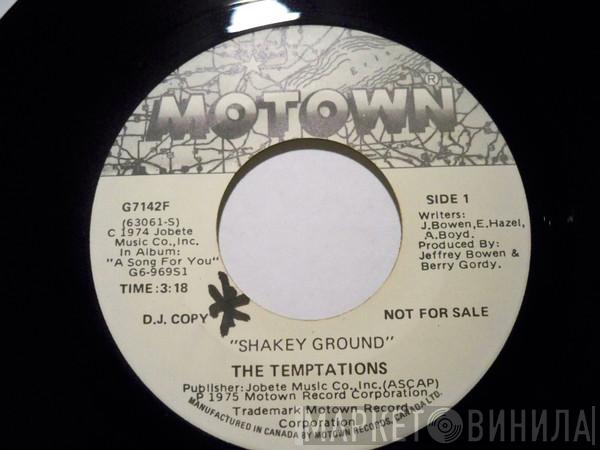 MOTOWN®
G7142F
(63061-S)
C 1974 Jobete
Music Co.,Inc.
In Album:
"A Song For You"
G6-969S1
TIME:3:18
D.J. COPY
SIDE 1
Writers:
J.Bowen,E.Hazel,
A.Boyd.
Produced By:
Jeffrey Bowen &
Berry Gordy.
NOT FOR SALE
"SHAKEY GROUND"
THE TEMPTATIONS
Publisher:Jobete Music Co.,Inc.(ASCAP)
P 1975 Motown Record Corporation
Trademark Motown Record
Corporation
MANUFACTURED IN CANADA BY MOTOWN RECORDS, CANADA LTD.
МАРКЕТ ВИНИЛА